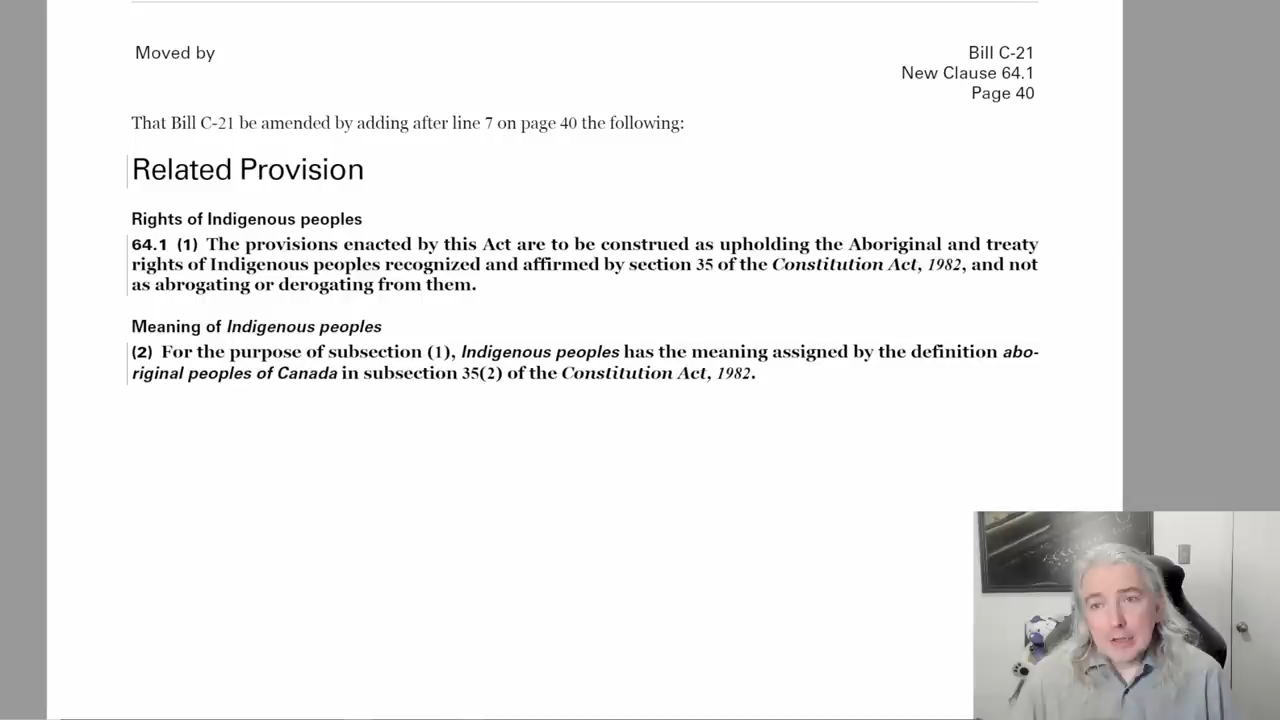 Moved by
Bill C-21
New Clause 64.1
Page 40
That Bill C-21 be amended by adding after line 7 on page 40 the following:
Related Provision
Rights of Indigenous peoples
64.1 (1) The provisions enacted by this Act are to be construed as upholding the Aboriginal and treaty
rights of Indigenous peoples recognized and affirmed by section 35 of the Constitution Act, 1982, and not
as abrogating or derogating from them.
Meaning of Indigenous peoples
(2) For the purpose of subsection (1), Indigenous peoples has the meaning assigned by the definition abo-
riginal peoples of Canada in subsection 35(2) of the Constitution Act, 1982.